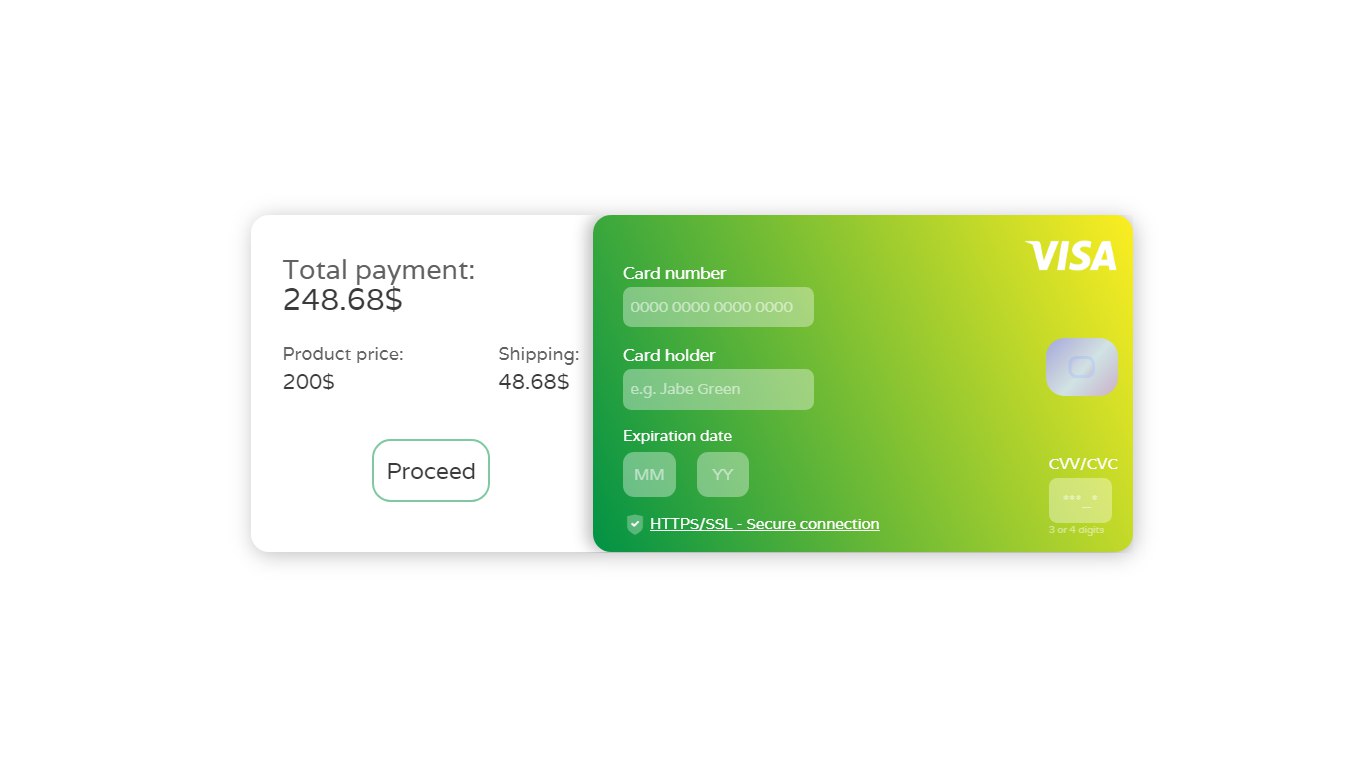 Total payment:
248.68$
Product price:
200$
Shipping:
48.68$
Proceed
VISA
Card number
0000 0000 0000 0000
Card holder
e.g. Jabe Green
Expiration date
MM YY
CVV/CVC
***_*
3 or 4 digits
HTTPS/SSL - Secure connection